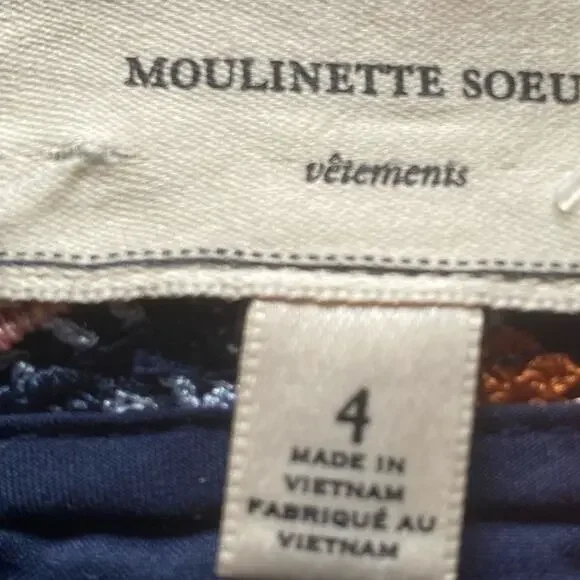 MOULINETTE SOEU
vêtements
4
MADE IN
VIETNAM
FABRIQUÉ AU
VIETNAM